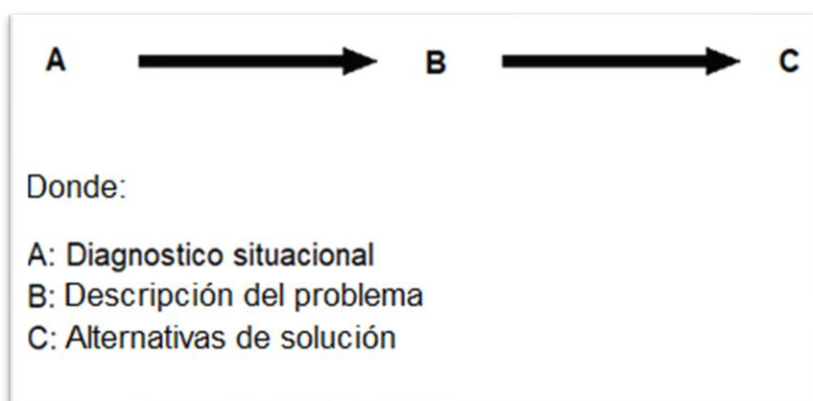 A B C
Donde:
A: Diagnostico situacional
B: Descripción del problema
C: Alternativas de solución